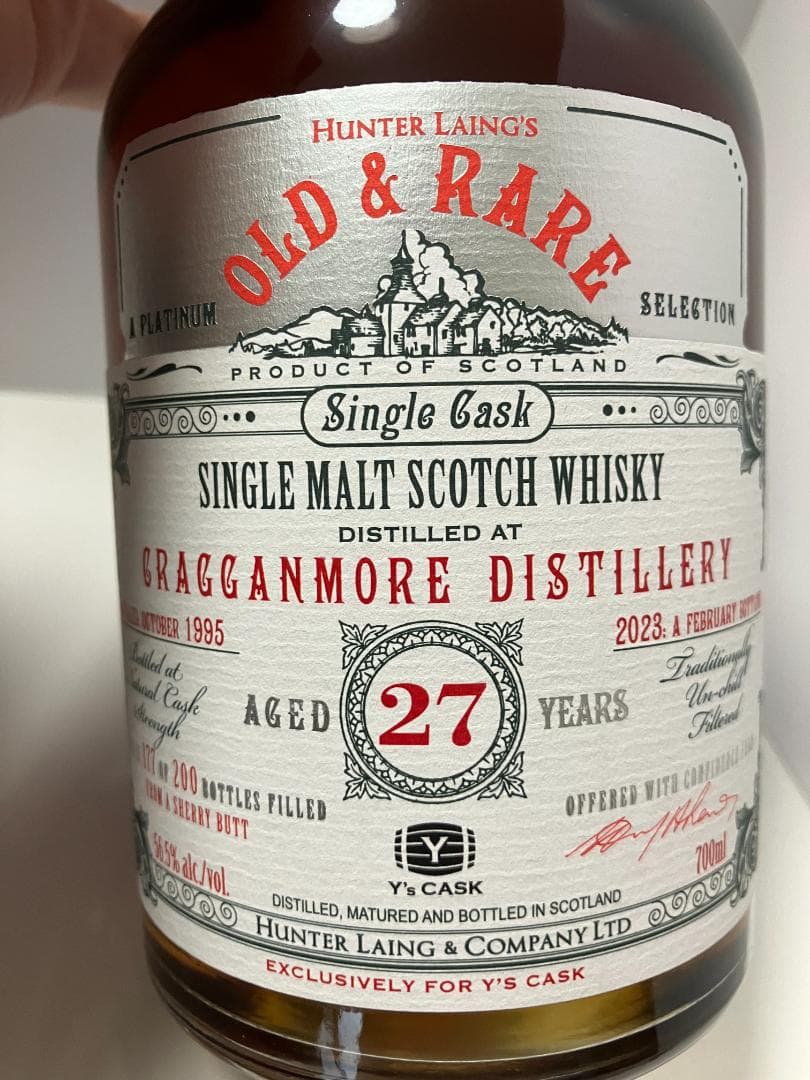 HUNTER LAING'S
OLD & RARE
A PLATINUM SELECTION
PRODUCT OF SCOTLAND
Single Cask
SINGLE MALT SCOTCH WHISKY
DISTILLED AT
CRAGGANMORE DISTILLERY
OCTOBER 1995
2023: A FEBRUARY
Bottled at
Natural Cask
Strength
AGED 27 YEARS
Traditionally
Un-chill
Filtered
177 OF 200 BOTTLES FILLED
FROM A SHERRY BUTT
OFFERED WITH
56.5% alc/vol.
700ml
Y
Y's CASK
DISTILLED, MATURED AND BOTTLED IN SCOTLAND
HUNTER LAING & COMPANY LTD
EXCLUSIVELY FOR Y'S CASK